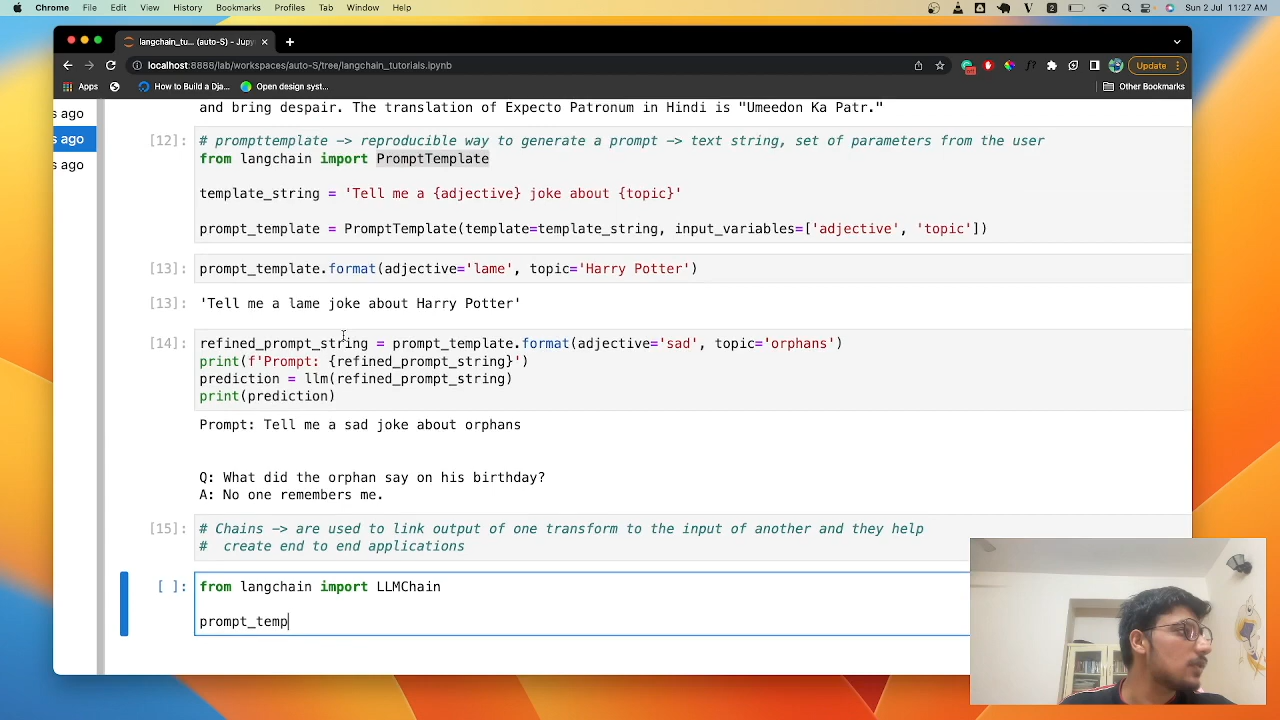 Chrome File Edit View History Bookmarks Profiles Tab Window Help
V 2 Sun 2 Jul 11:27 AM
langchain_tu... (auto-S) – Jupy
localhost:8888/lab/workspaces/auto-S/tree/langchain_tutorials.ipynb
Update
Apps How to Build a Dja... Open design syst... Other Bookmarks
and bring despair. The translation of Expecto Patronum in Hindi is "Umeedon Ka Patr."
s ago
s ago
s ago
[12]: # prompttemplate -> reproducible way to generate a prompt -> text string, set of parameters from the user
from langchain import PromptTemplate
template_string = 'Tell me a {adjective} joke about {topic}'
prompt_template = PromptTemplate(template=template_string, input_variables=['adjective', 'topic'])
[13]: prompt_template.format(adjective='lame', topic='Harry Potter')
[13]: 'Tell me a lame joke about Harry Potter'
[14]: refined_prompt_string = prompt_template.format(adjective='sad', topic='orphans')
print(f'Prompt: {refined_prompt_string}')
prediction = llm(refined_prompt_string)
print(prediction)
Prompt: Tell me a sad joke about orphans
Q: What did the orphan say on his birthday?
A: No one remembers me.
[15]: # Chains -> are used to link output of one transform to the input of another and they help
# create end to end applications
[ ]: from langchain import LLMChain
prompt_temp